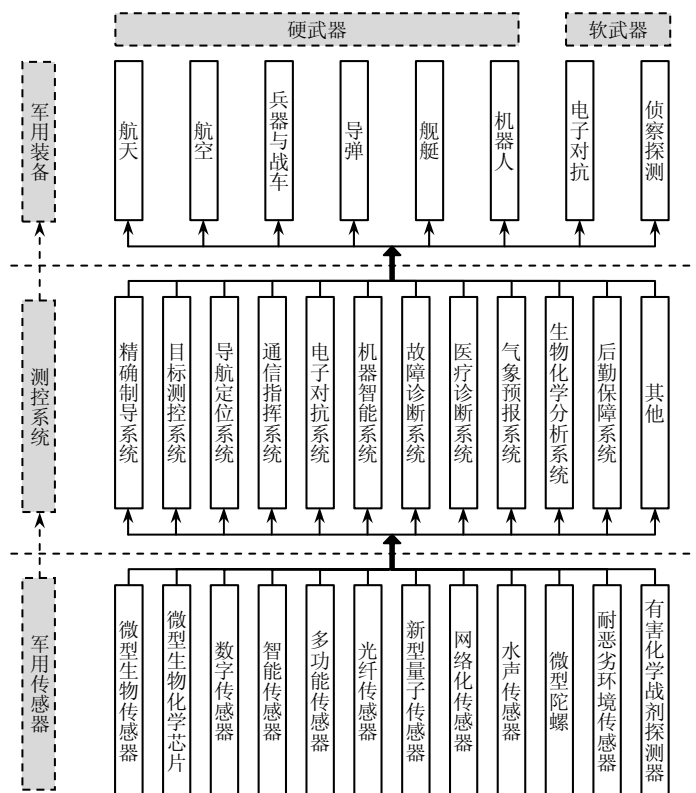 硬武器
软武器
军用装备
航天
航空
兵器与战车
导弹
舰艇
机器人
电子对抗
侦察探测
测控系统
精确制导系统
目标测控系统
导航定位系统
通信指挥系统
电子对抗系统
机器智能系统
故障诊断系统
医疗诊断系统
气象预报系统
生物化学分析系统
后勤保障系统
其他
军用传感器
微型生物传感器
微型生物化学芯片
数字传感器
智能传感器
多功能传感器
光纤传感器
新型量子传感器
网络化传感器
水声传感器
微型陀螺
耐恶劣环境传感器
有害化学战剂探测器